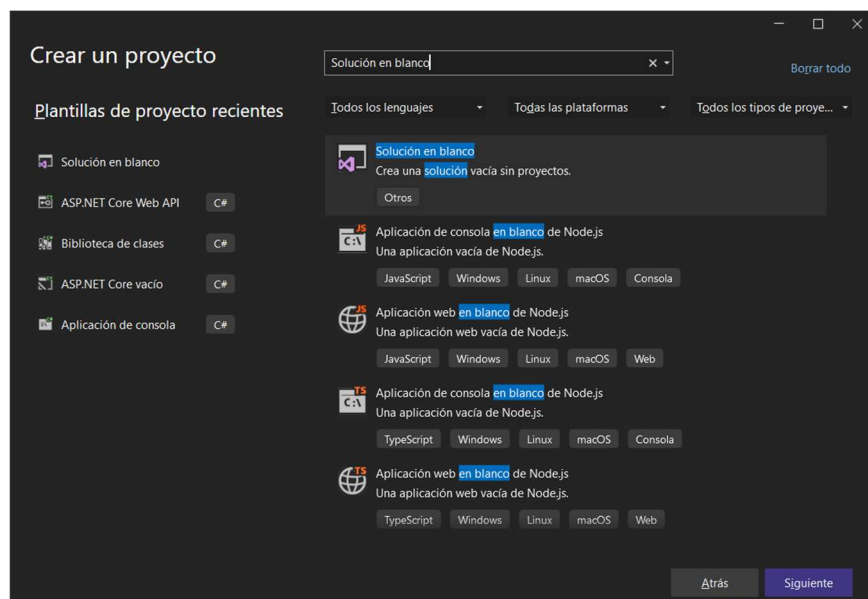 Crear un proyecto
Solución en blanco
Borrar todo
Plantillas de proyecto recientes
Todos los lenguajes
Todas las plataformas
Todos los tipos de proye...
Solución en blanco
ASP.NET Core Web API C#
Biblioteca de clases C#
ASP.NET Core vacío C#
Aplicación de consola C#
Solución en blanco
Crea una solución vacía sin proyectos.
Otros
JS
C:\
Aplicación de consola en blanco de Node.js
Una aplicación vacía de Node.js.
JavaScript Windows Linux macOS Consola
JS
Aplicación web en blanco de Node.js
Una aplicación web vacía de Node.js.
JavaScript Windows Linux macOS Web
TS
C:\
Aplicación de consola en blanco de Node.js
Una aplicación vacía de Node.js.
TypeScript Windows Linux macOS Consola
TS
Aplicación web en blanco de Node.js
Una aplicación web vacía de Node.js.
TypeScript Windows Linux macOS Web
Atrás
Siguiente